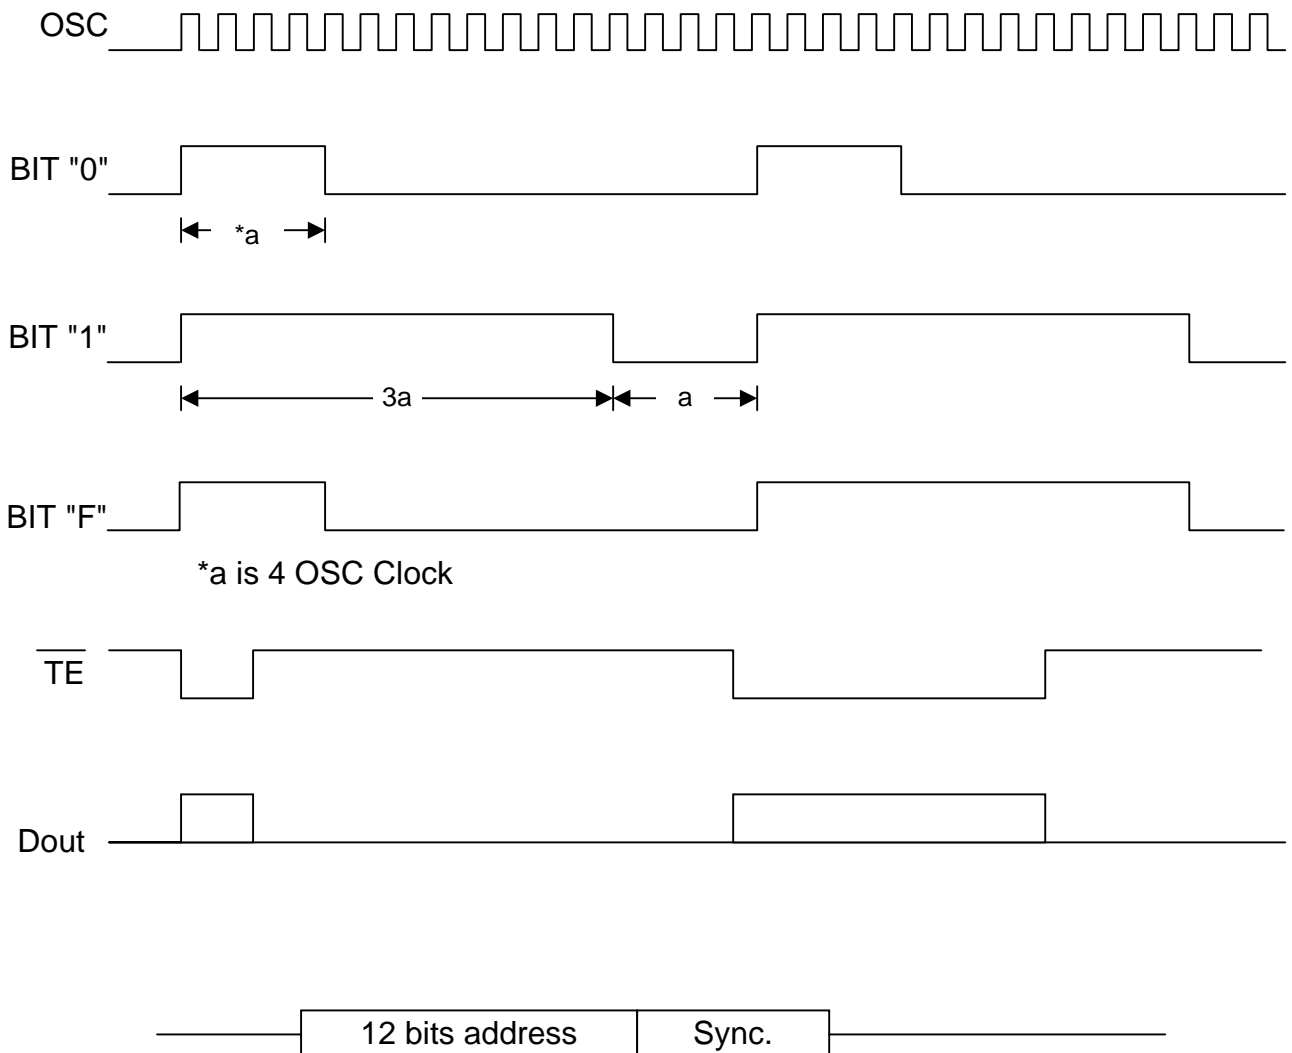 OSC
BIT "0"
*a
BIT "1"
3a a
BIT "F"
*a is 4 OSC Clock
TE
Dout
12 bits address Sync.